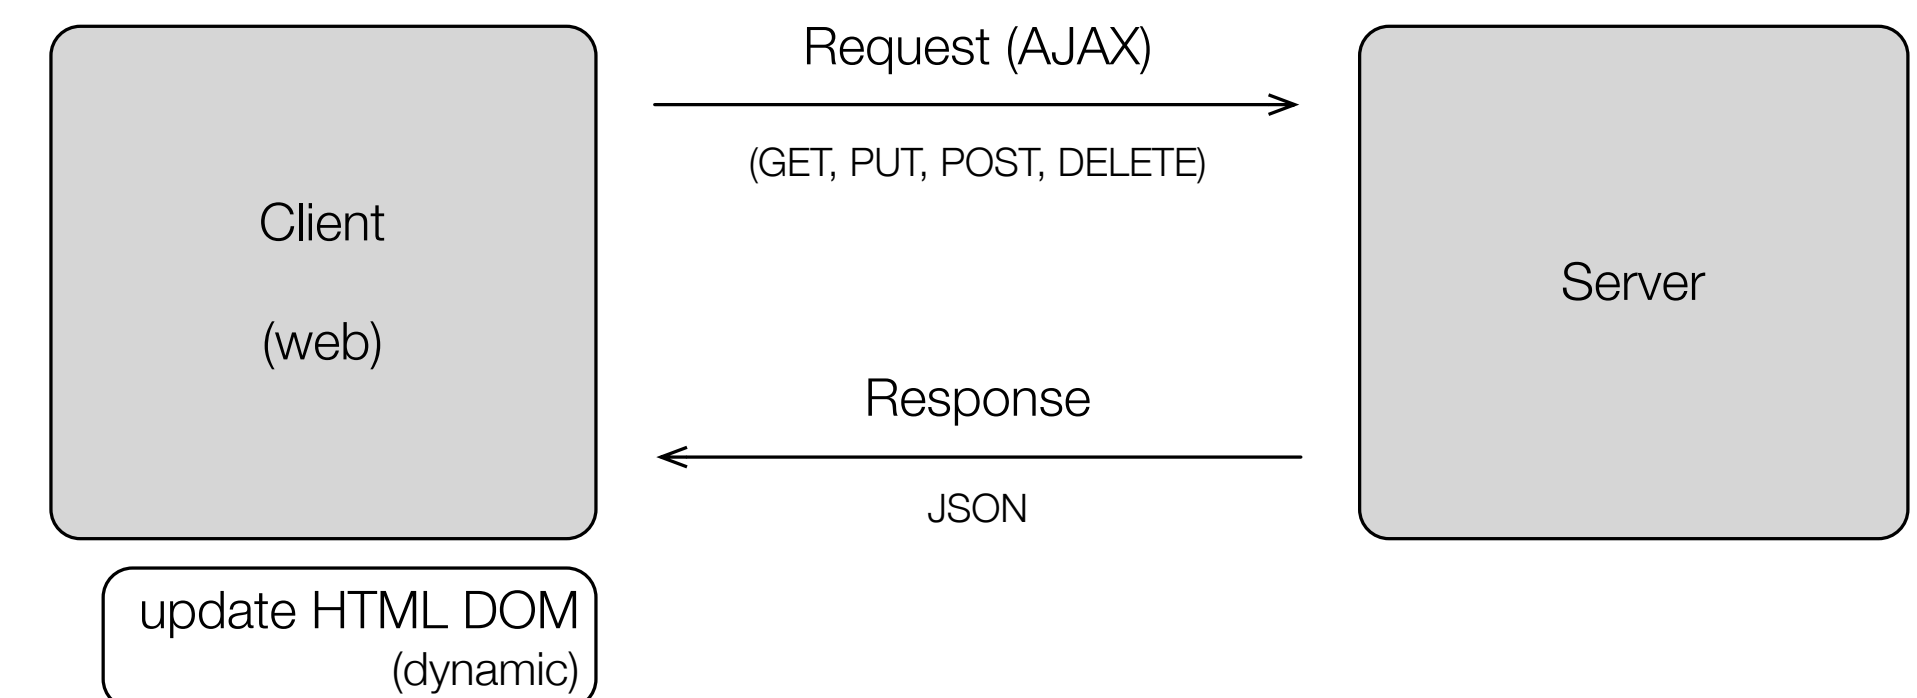 Request (AJAX)
(GET, PUT, POST, DELETE)
Client
(web)
Server
Response
JSON
update HTML DOM
(dynamic)